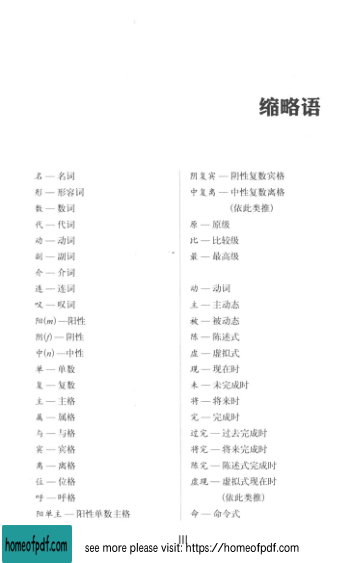 缩略语
名 — 名词
形 — 形容词
数 — 数词
代 — 代词
动 — 动词
副 — 副词
介 — 介词
连 — 连词
叹 — 叹词
阳(m) — 阳性
阴(f) — 阴性
中(n) — 中性
单 — 单数
复 — 复数
主 — 主格
属 — 属格
与 — 与格
宾 — 宾格
离 — 离格
位 — 位格
呼 — 呼格
阳单主 — 阳性单数主格
阴复宾 — 阴性复数宾格
中复离 — 中性复数离格
(依此类推)
原 — 原级
比 — 比较级
最 — 最高级
动 — 动词
主 — 主动态
被 — 被动态
陈 — 陈述式
虚 — 虚拟式
现 — 现在时
未 — 未完成时
将 — 将来时
完 — 完成时
过完 — 过去完成时
将完 — 将来完成时
陈完 — 陈述式完成时
虚现 — 虚拟式现在时
(依此类推)
命 — 命令式
III
homeofpdf.com
see more please visit: https://homeofpdf.com